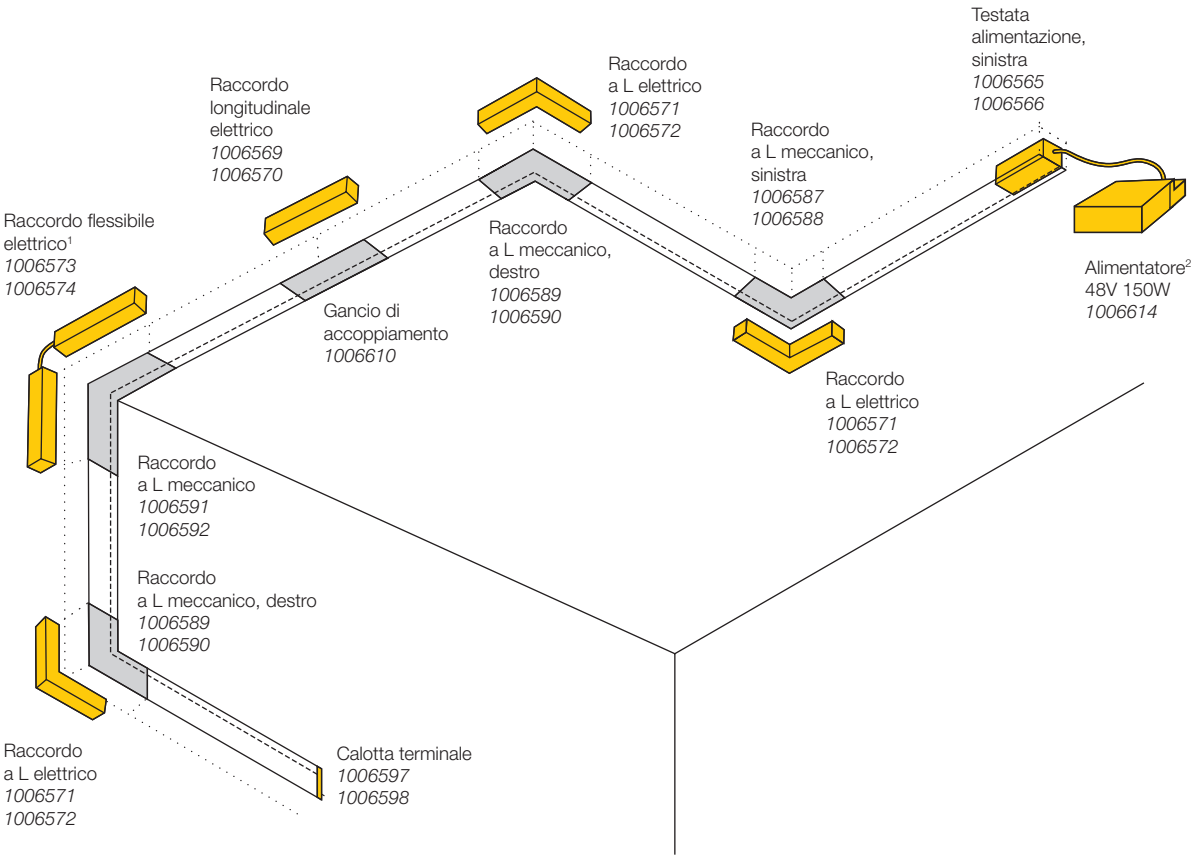 Testata
alimentazione,
sinistra
1006565
1006566
Raccordo
a L elettrico
1006571
1006572
Raccordo
longitudinale
elettrico
1006569
1006570
Raccordo
a L meccanico,
sinistra
1006587
1006588
Raccordo flessibile
elettrico¹
1006573
1006574
Raccordo
a L meccanico,
destro
1006589
1006590
Alimentatore²
48V 150W
1006614
Gancio di
accoppiamento
1006610
Raccordo
a L elettrico
1006571
1006572
Raccordo
a L meccanico
1006591
1006592
Raccordo
a L meccanico, destro
1006589
1006590
Raccordo
a L elettrico
1006571
1006572
Calotta terminale
1006597
1006598